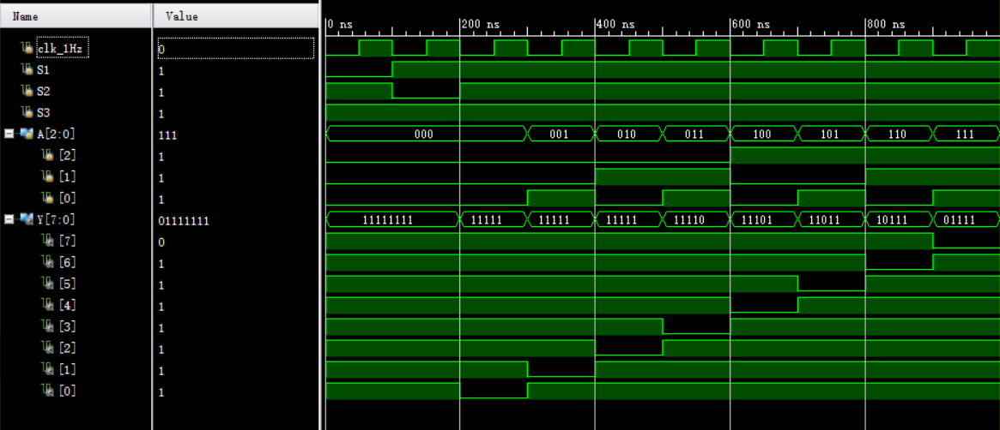 Name Value 0 ns 200 ns 400 ns 600 ns 800 ns
clk_1Hz 0
S1 1
S2 1
S3 1
A[2:0] 111 000 001 010 011 100 101 110 111
[2] 1
[1] 1
[0] 1
Y[7:0] 01111111 11111111 11111 11111 11111 11110 11101 11011 10111 01111
[7] 0
[6] 1
[5] 1
[4] 1
[3] 1
[2] 1
[1] 1
[0] 1